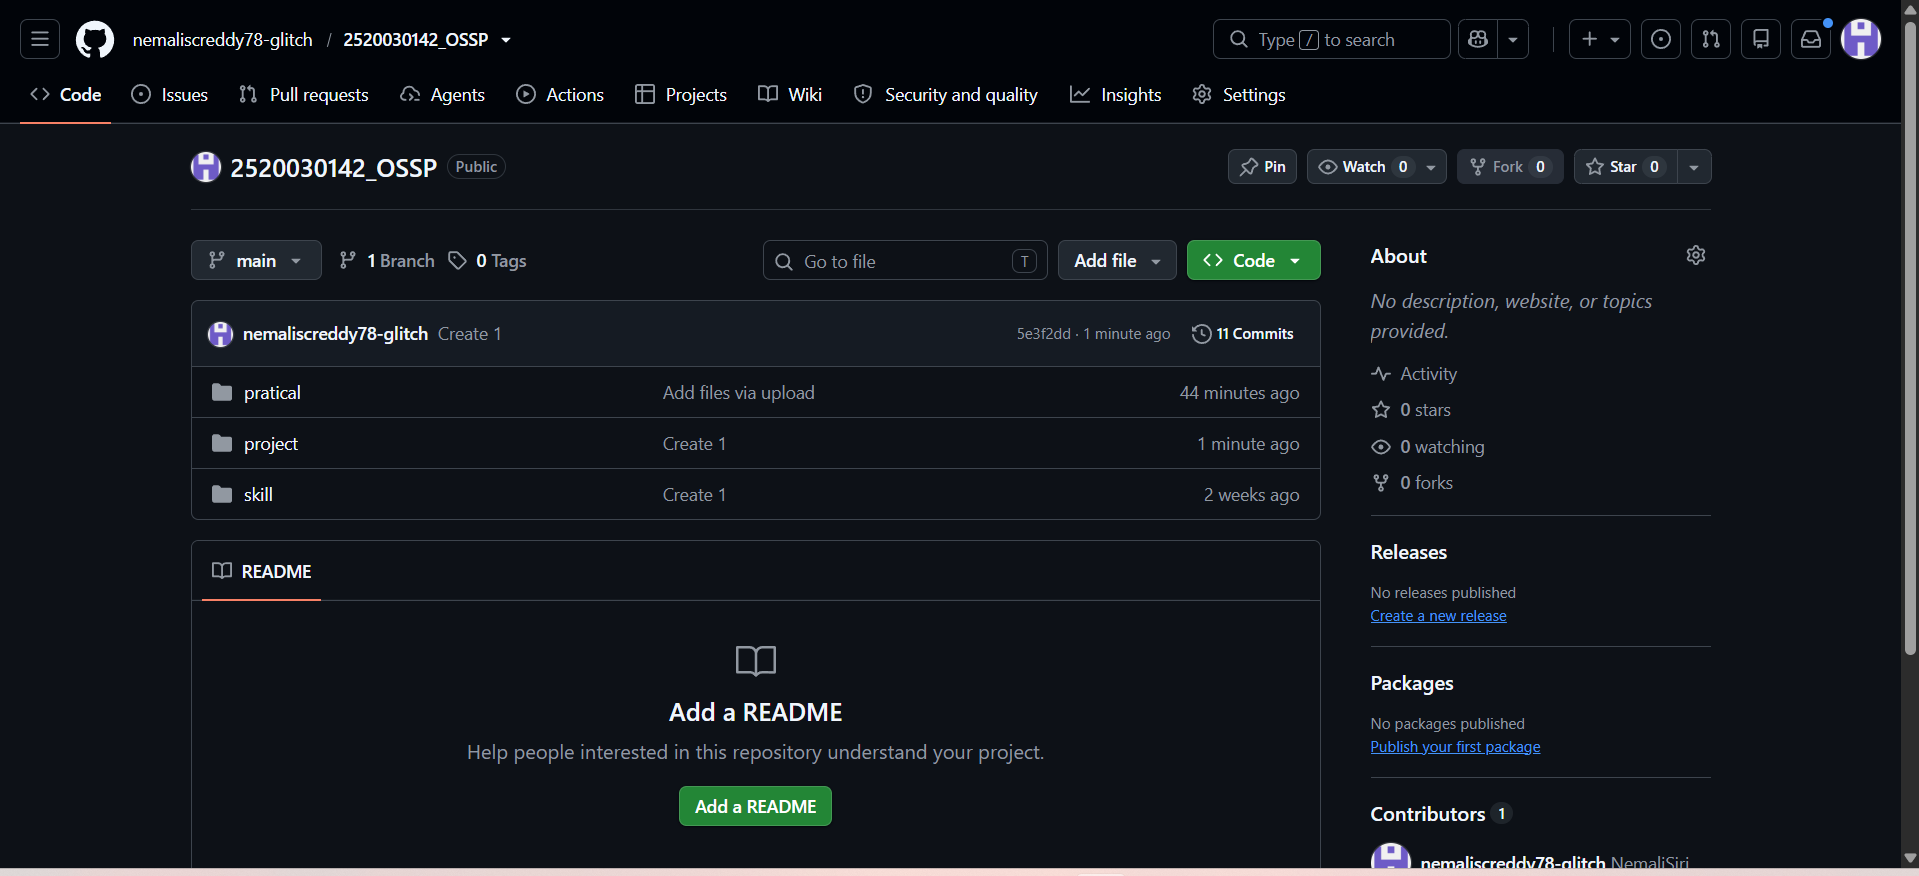 nemaliscreddy78-glitch / 2520030142_OSSP
Type / to search
Code Issues Pull requests Agents Actions Projects Wiki Security and quality Insights Settings
2520030142_OSSP Public
Pin Watch 0 Fork 0 Star 0
main 1 Branch 0 Tags Go to file T Add file Code
nemaliscreddy78-glitch Create 1 5e3f2dd · 1 minute ago 11 Commits
pratical Add files via upload 44 minutes ago
project Create 1 1 minute ago
skill Create 1 2 weeks ago
README
Add a README
Help people interested in this repository understand your project.
Add a README
About
No description, website, or topics
provided.
Activity
0 stars
0 watching
0 forks
Releases
No releases published
Create a new release
Packages
No packages published
Publish your first package
Contributors 1
nemaliscreddy78-glitch NemaliSiri